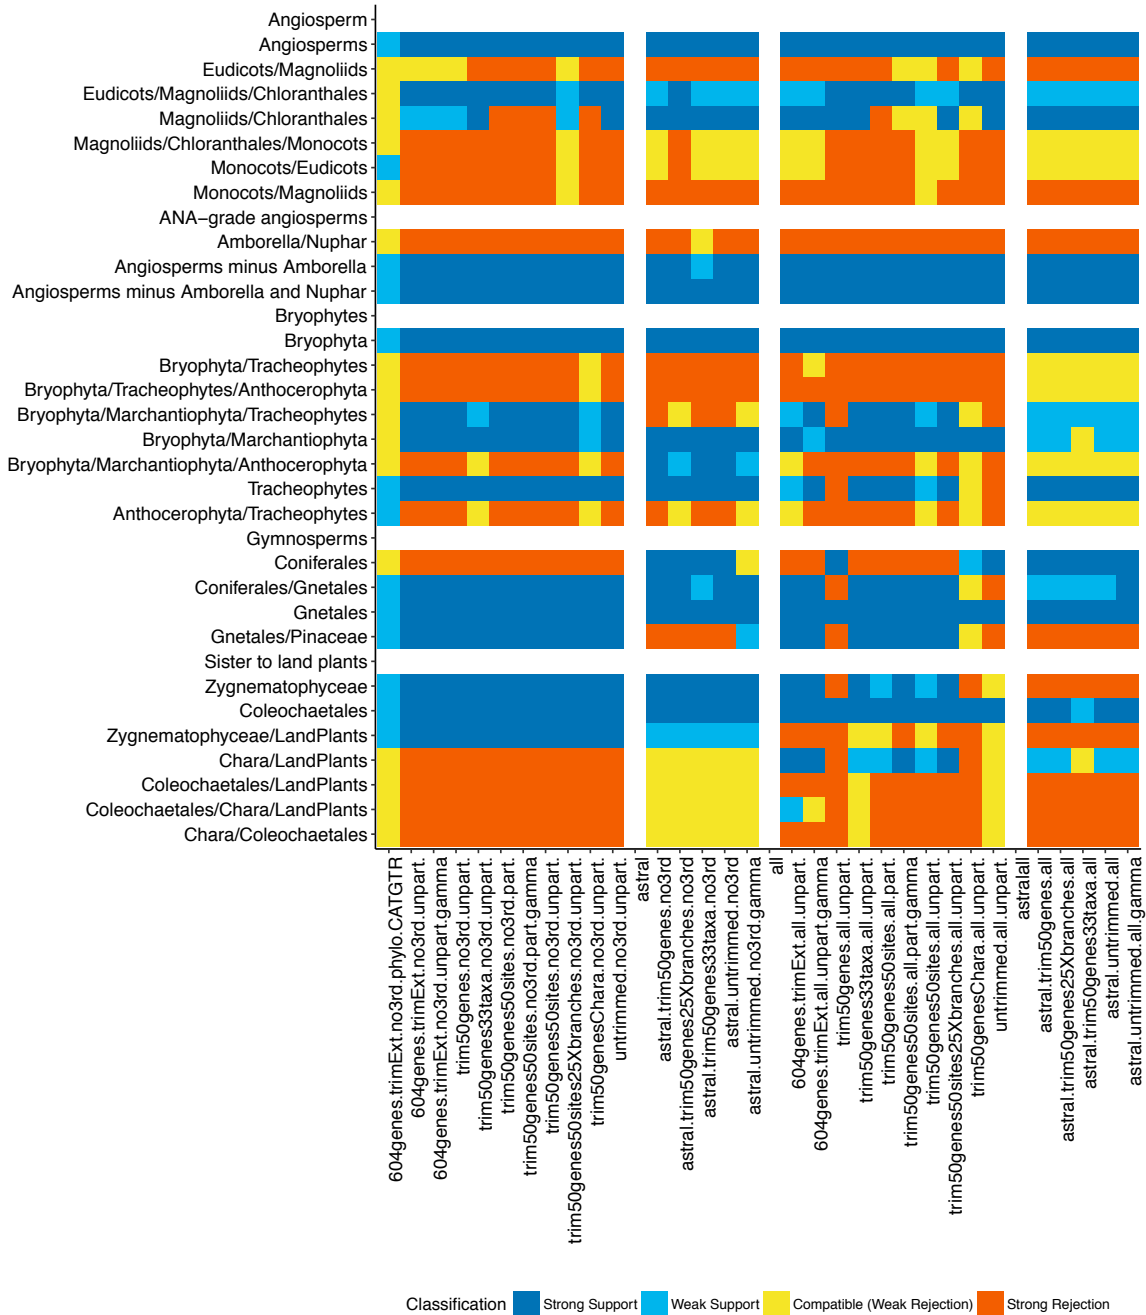 Angiosperm
Angiosperms
Eudicots/Magnoliids
Eudicots/Magnoliids/Chloranthales
Magnoliids/Chloranthales
Magnoliids/Chloranthales/Monocots
Monocots/Eudicots
Monocots/Magnoliids
ANA−grade angiosperms
Amborella/Nuphar
Angiosperms minus Amborella
Angiosperms minus Amborella and Nuphar
Bryophytes
Bryophyta
Bryophyta/Tracheophytes
Bryophyta/Tracheophytes/Anthocerophyta
Bryophyta/Marchantiophyta/Tracheophytes
Bryophyta/Marchantiophyta
Bryophyta/Marchantiophyta/Anthocerophyta
Tracheophytes
Anthocerophyta/Tracheophytes
Gymnosperms
Coniferales
Coniferales/Gnetales
Gnetales
Gnetales/Pinaceae
Sister to land plants
Zygnematophyceae
Coleochaetales
Zygnematophyceae/LandPlants
Chara/LandPlants
Coleochaetales/LandPlants
Coleochaetales/Chara/LandPlants
Chara/Coleochaetales
604genes.trimExt.no3rd.phylo.CATGTR
604genes.trimExt.no3rd.unpart.
604genes.trimExt.no3rd.unpart.gamma
trim50genes.no3rd.unpart.
trim50genes33taxa.no3rd.unpart.
trim50genes50sites.no3rd.part.
trim50genes50sites.no3rd.part.gamma
trim50genes50sites.no3rd.unpart.
trim50genes50sites25Xbranches.no3rd.unpart.
trim50genesChara.no3rd.unpart.
untrimmed.no3rd.unpart.
astral
astral.trim50genes.no3rd
astral.trim50genes25Xbranches.no3rd
astral.trim50genes33taxa.no3rd
astral.untrimmed.no3rd
astral.untrimmed.no3rd.gamma
all
604genes.trimExt.all.unpart.
604genes.trimExt.all.unpart.gamma
trim50genes.all.unpart.
trim50genes33taxa.all.unpart.
trim50genes50sites.all.part.
trim50genes50sites.all.part.gamma
trim50genes50sites.all.unpart.
trim50genes50sites25Xbranches.all.unpart.
trim50genesChara.all.unpart.
untrimmed.all.unpart.
astralall
astral.trim50genes.all
astral.trim50genes25Xbranches.all
astral.trim50genes33taxa.all
astral.untrimmed.all
astral.untrimmed.all.gamma
Classification Strong Support Weak Support Compatible (Weak Rejection) Strong Rejection